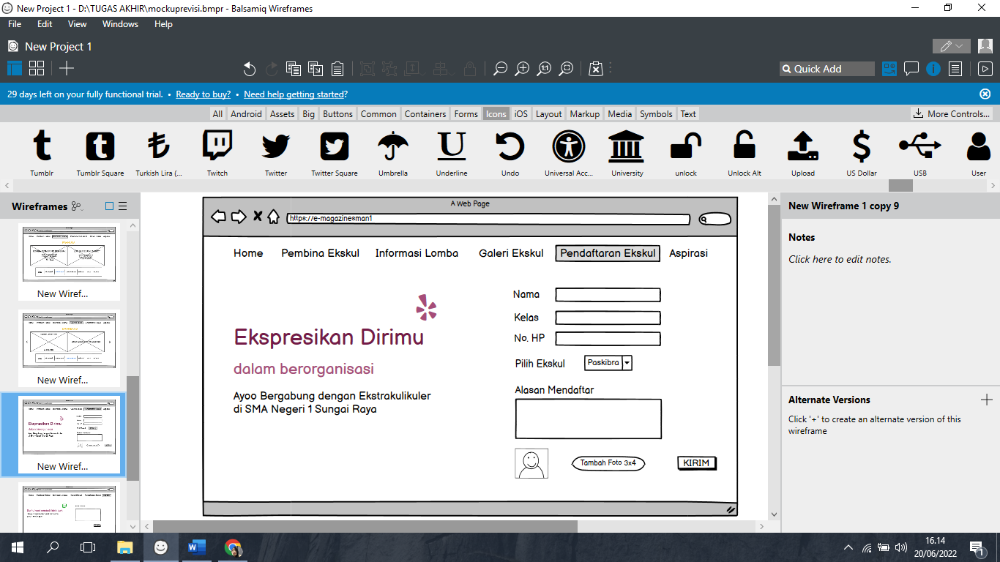 New Project 1 - D:\TUGAS AKHIR\mockuprevisi.bmpr - Balsamiq Wireframes
File Edit View Windows Help
New Project 1
Quick Add
29 days left on your fully functional trial. • Ready to buy? • Need help getting started?
All Android Assets Big Buttons Common Containers Forms Icons iOS Layout Markup Media Symbols Text More Controls...
Tumblr Tumblr Square Turkish Lira (... Twitch Twitter Twitter Square Umbrella Underline Undo Universal Acc... University unlock Unlock Alt Upload US Dollar USB User
Wireframes
New Wiref...
New Wiref...
Ekspresikan Dirimu
New Wiref...
A Web Page
https://e-magazinesman1
Home Pembina Ekskul Informasi Lomba Galeri Ekskul Pendaftaran Ekskul Aspirasi
Ekspresikan Dirimu
dalam berorganisasi
Ayoo Bergabung dengan Ekstrakulikuler
di SMA Negeri 1 Sungai Raya
Nama
Kelas
No. HP
Pilih Ekskul Paskibra
Alasan Mendaftar
Tambah Foto 3x4 KIRIM
New Wireframe 1 copy 9
Notes
Click here to edit notes.
Alternate Versions
Click '+' to create an alternate version of this
wireframe
16.14
20/06/2022
1